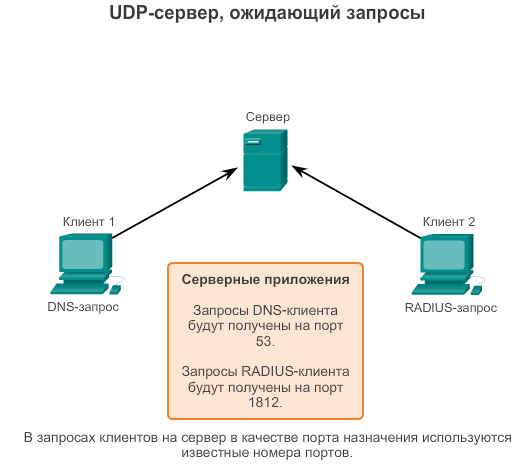 UDP-сервер, ожидающий запросы
Сервер
Клиент 1
Клиент 2
DNS-запрос
RADIUS-запрос
Серверные приложения
Запросы DNS-клиента
будут получены на порт
53.
Запросы RADIUS-клиента
будут получены на порт
1812.
В запросах клиентов на сервер в качестве порта назначения используются
известные номера портов.